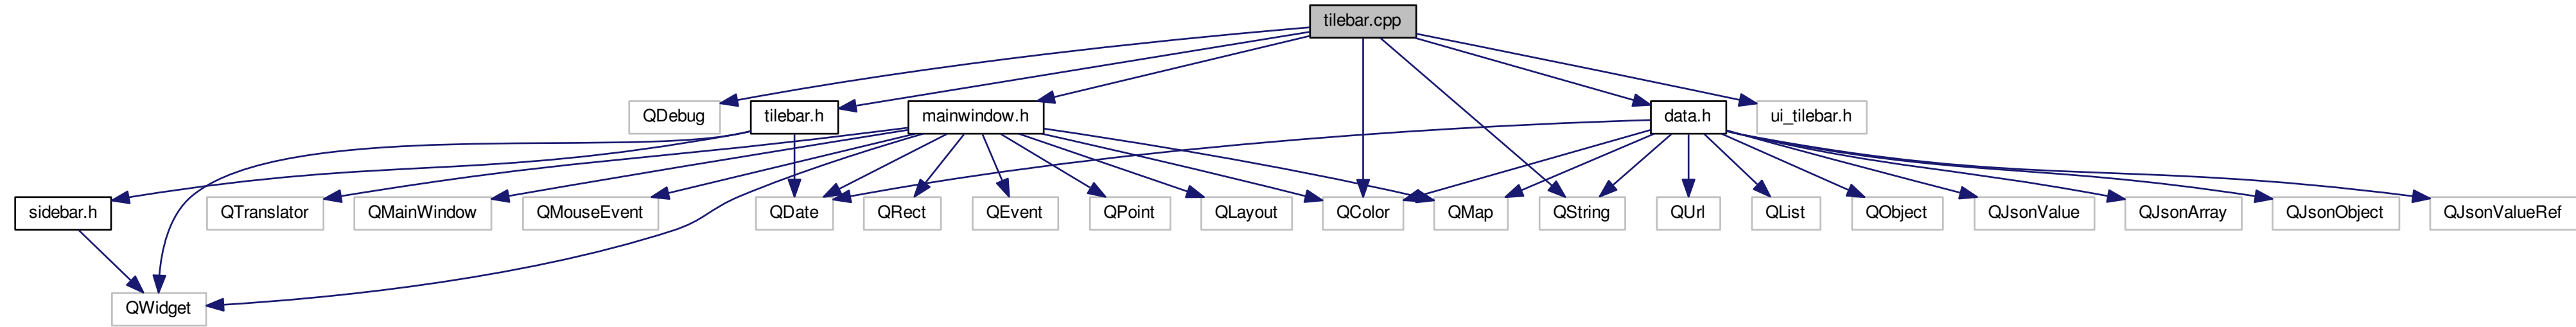 tilebar.cpp
QDebug
tilebar.h
mainwindow.h
data.h
ui_tilebar.h
sidebar.h
QTranslator
QMainWindow
QMouseEvent
QDate
QRect
QEvent
QPoint
QLayout
QColor
QMap
QString
QUrl
QList
QObject
QJsonValue
QJsonArray
QJsonObject
QJsonValueRef
QWidget